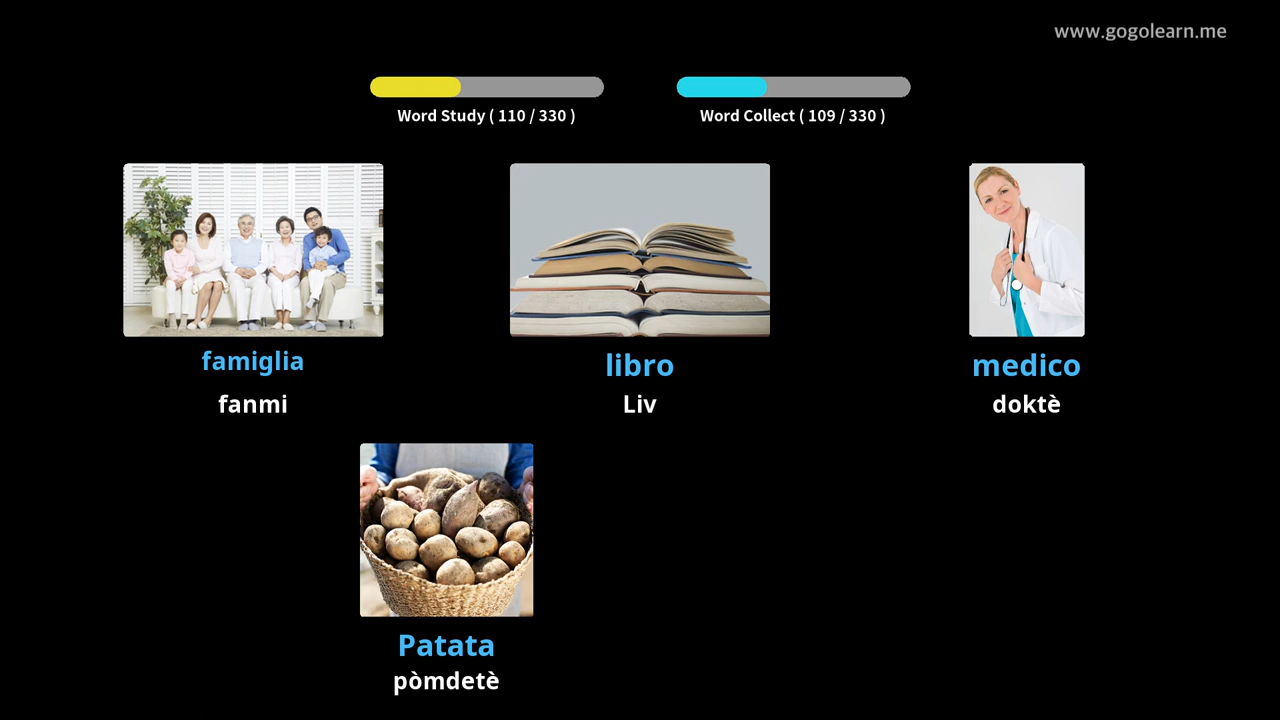 www.gogolearn.me
Word Study ( 110 / 330 )
Word Collect ( 109 / 330 )
famiglia
fanmi
libro
Liv
medico
doktè
Patata
pòmdetè